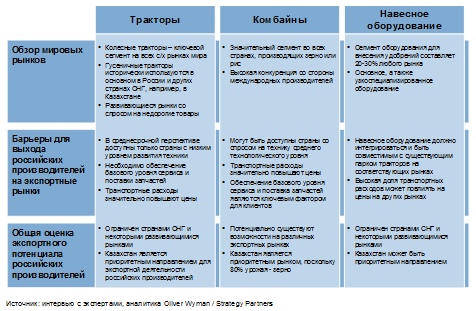 Тракторы
Комбайны
Навесное
оборудование
Обзор мировых
рынков
• Колесные тракторы – ключевой
сегмент на всех с/х рынках мира
• Гусеничные тракторы
исторически используются в
основном в России и других
странах СНГ, например, в
Казахстане
• Развивающиеся рынки со
спросом на недорогие товары
• Значительный сегмент во всех
странах, производящих зерно или
рис
• Высокая конкуренция со стороны
международных производителей
• Сегмент оборудования для
внесения удобрений составляет
20-30% любого рынка
• Основное, а также
узкоспециализированное
оборудование
Барьеры для
выхода
российских
производителей
на экспортные
рынки
• В среднесрочной перспективе
доступны только страны с низким
уровнем развития техники
• Необходимо обеспечение
базового уровня сервиса и
поставки запчастей
• Транспортные расходы
значительно повышают цены
• Могут быть доступны страны со
спросом на технику среднего
технологического уровня
• Транспортные расходы
значительно повышают цены
• Обеспечение базового уровня
сервиса и поставка запчастей
являются ключевым фактором
для клиентов
• Навесное оборудование должно
интегрироваться и быть
совместимым с существующим
парком тракторов на
соответствующих рынках
• Высокая доля транспортных
расходов может повлиять на
цены на других рынках
Общая оценка
экспортного
потенциала
российских
производителей
• Ограничен странами СНГ и
некоторыми развивающимися
рынками
• Казахстан является
приоритетным направлением для
экспортной деятельности
российских производителей
• Потенциально существуют
возможности на различных
экспортных рынках
• Казахстан является
приоритетным рынком, поскольку
80% урожая - зерно
• Ограничен странами СНГ и
некоторыми развивающимися
рынками
• Казахстан может быть
приоритетным направлением
Источник: интервью с экспертами, аналитика Oliver Wyman / Strategy Partners